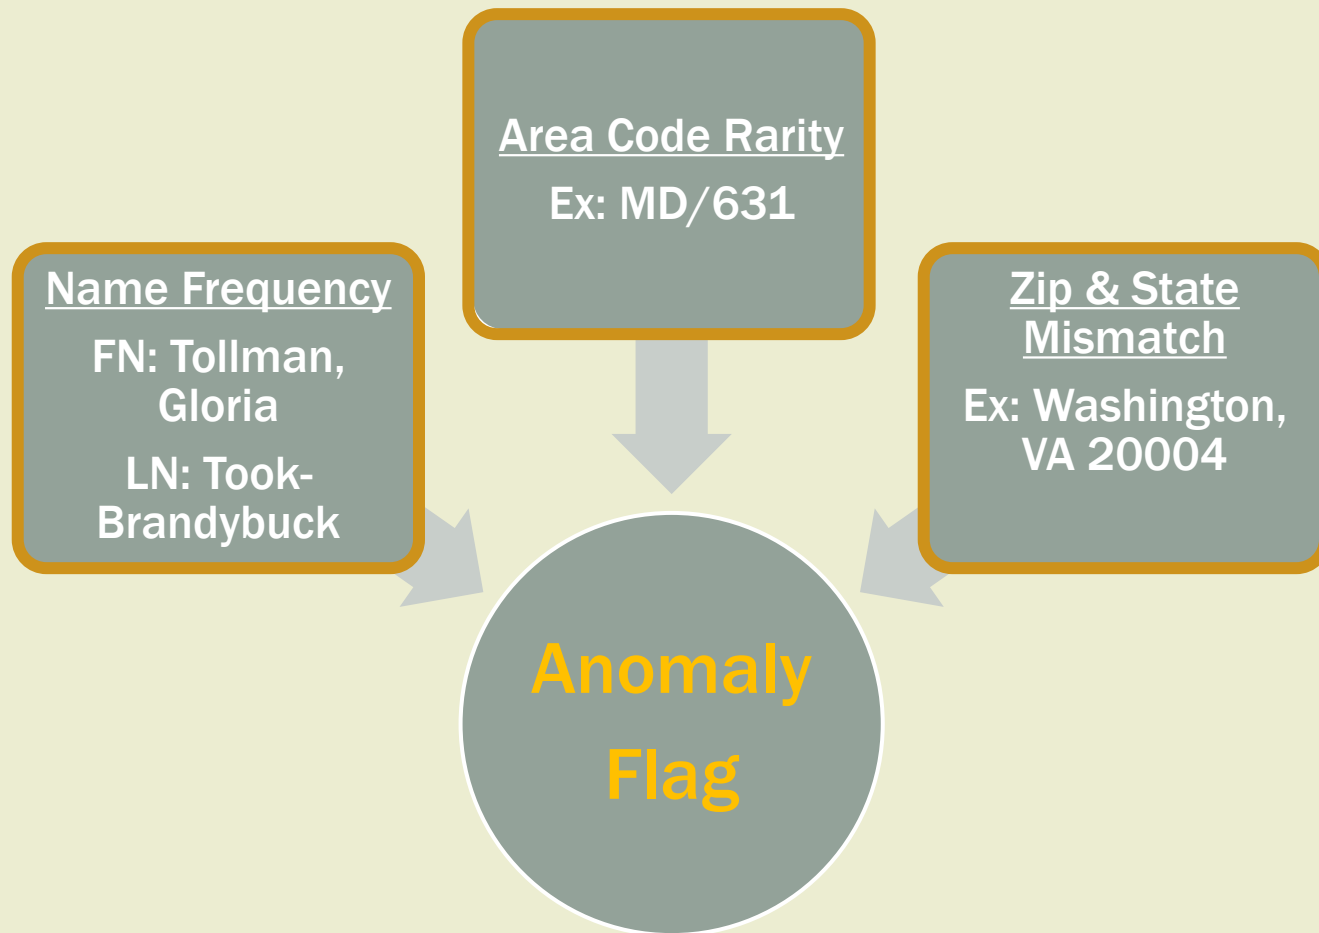 Area Code Rarity
Ex: MD/631
Name Frequency
FN: Tollman,
Gloria
LN: Took-
Brandybuck
Zip & State
Mismatch
Ex: Washington,
VA 20004
Anomaly
Flag